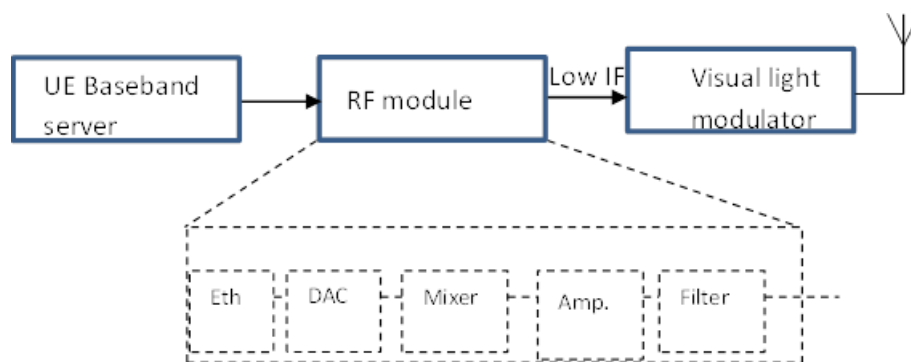 UE Baseband
server
RF module
Low IF
Visual light
modulator
Eth
DAC
Mixer
Amp.
Filter